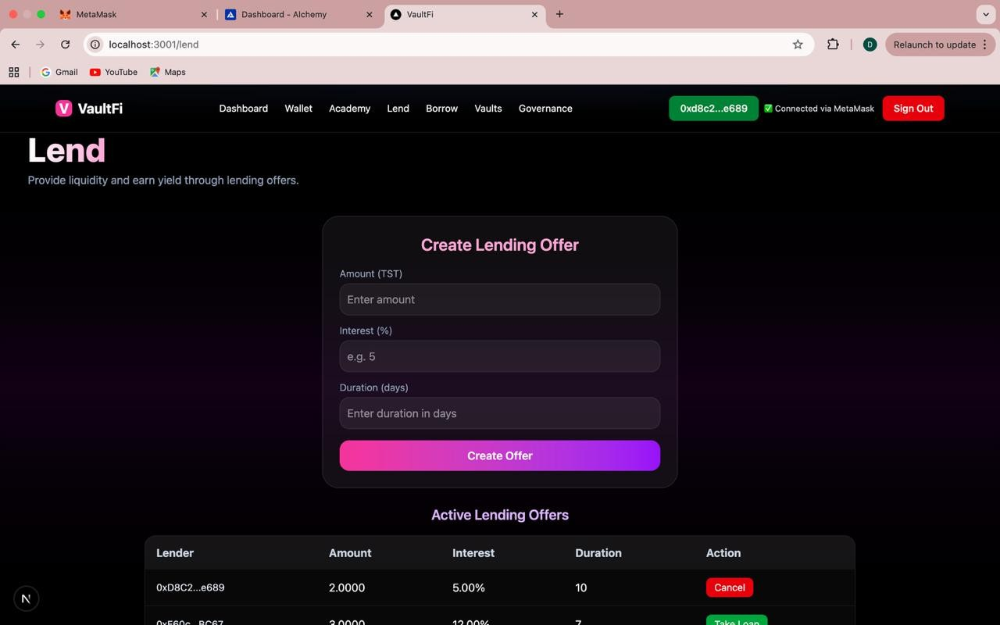 MetaMask
Dashboard - Alchemy
VaultFi
localhost:3001/lend
D
Relaunch to update
Gmail
YouTube
Maps
V VaultFi
Dashboard Wallet Academy Lend Borrow Vaults Governance
0xd8c2...e689
✅ Connected via MetaMask
Sign Out
Lend
Provide liquidity and earn yield through lending offers.
Create Lending Offer
Amount (TST)
Enter amount
Interest (%)
e.g. 5
Duration (days)
Enter duration in days
Create Offer
Active Lending Offers
Lender Amount Interest Duration Action
0xD8C2...e689 2.0000 5.00% 10 Cancel
0xF60c...BC67 3.0000 12.00% 7 Take Loan
N